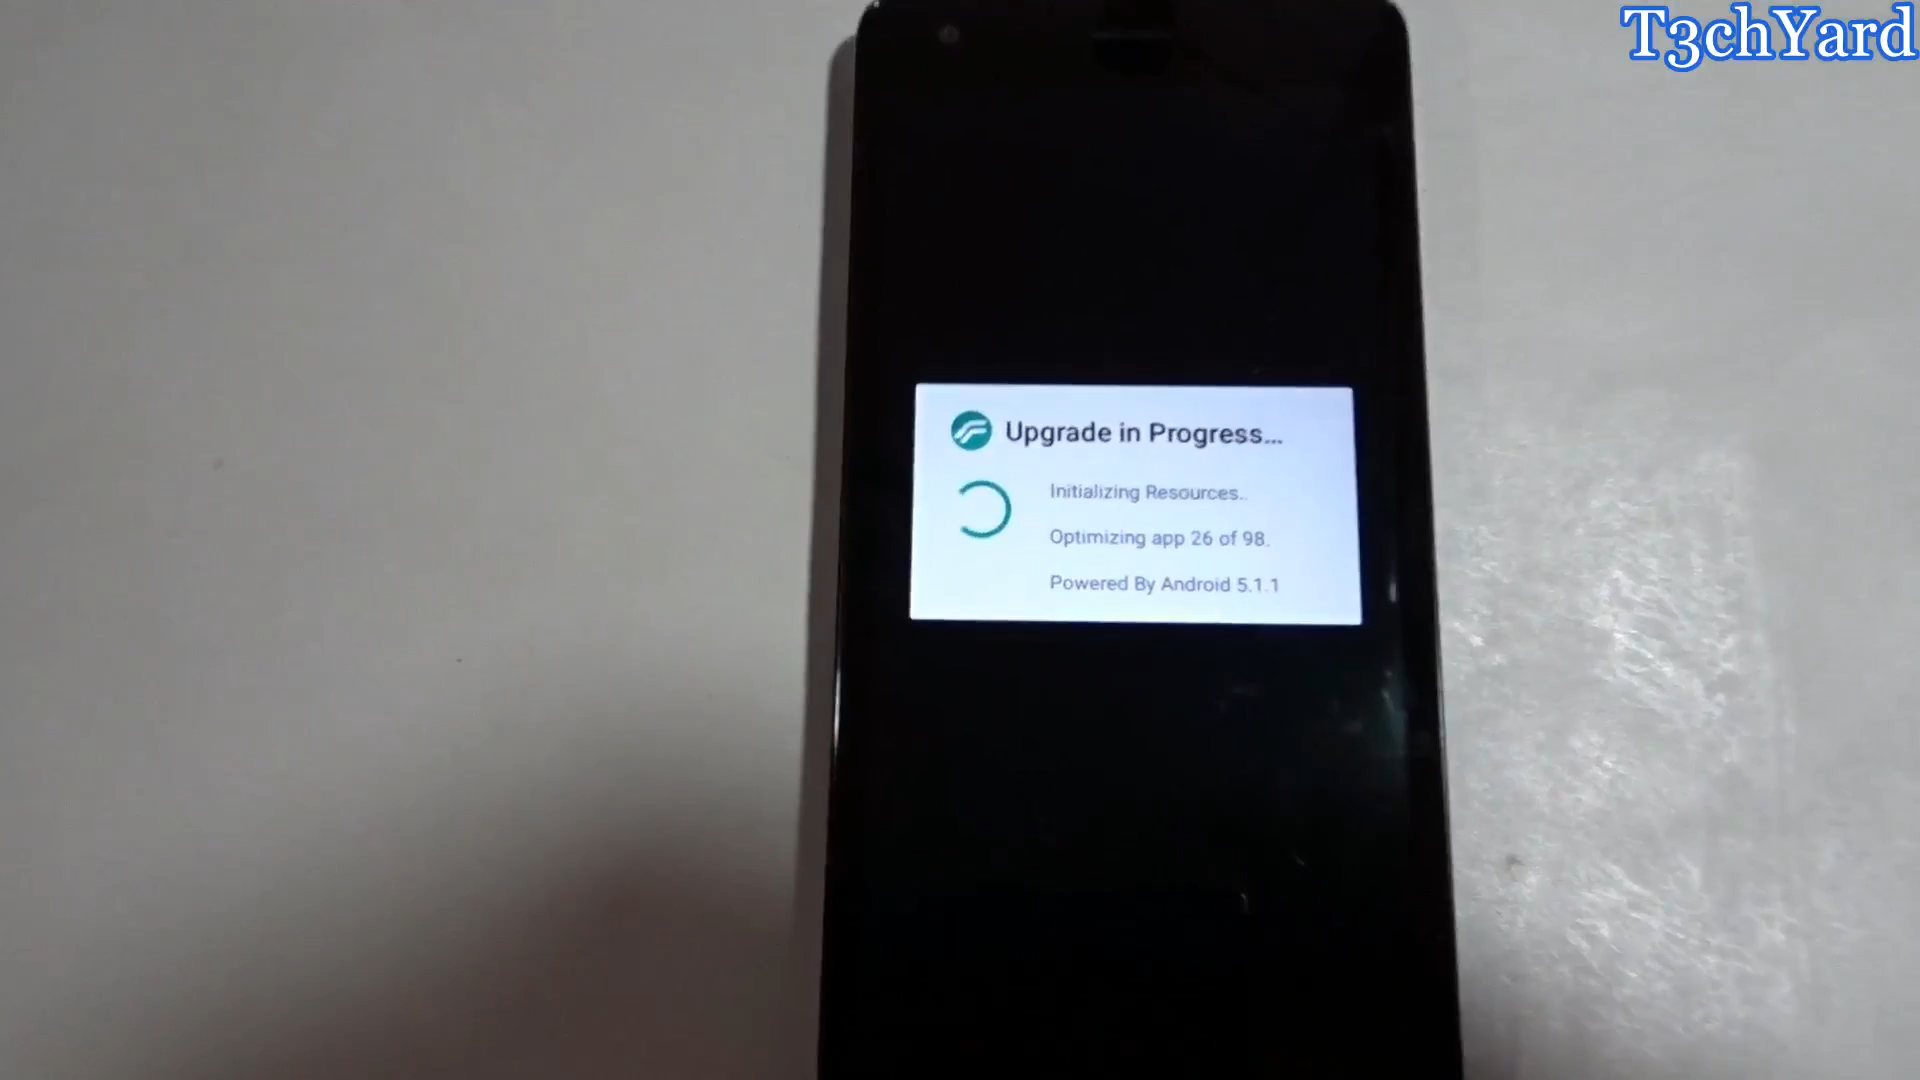 T3chYard
Upgrade in Progress...
Initializing Resources..
Optimizing app 26 of 98.
Powered By Android 5.1.1